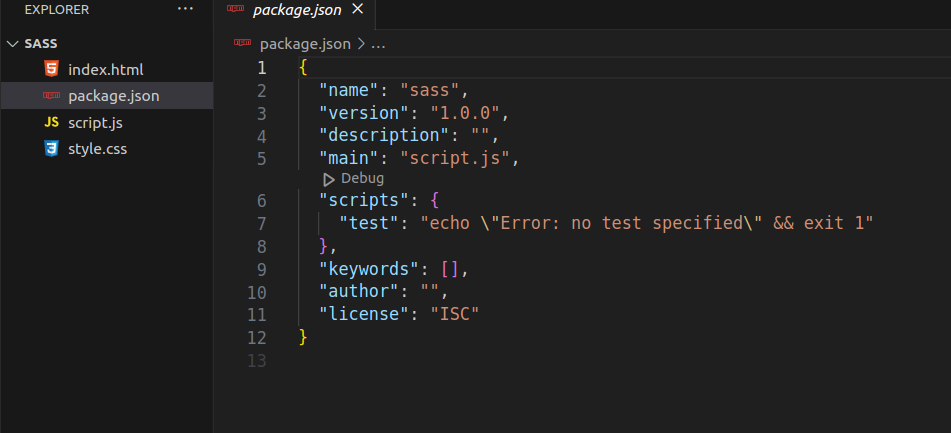 EXPLORER ...
SASS
index.html
package.json
JS script.js
style.css
package.json
package.json > ...
1 {
2 "name": "sass",
3 "version": "1.0.0",
4 "description": "",
5 "main": "script.js",
Debug
6 "scripts": {
7 "test": "echo \"Error: no test specified\" && exit 1"
8 },
9 "keywords": [],
10 "author": "",
11 "license": "ISC"
12 }
13